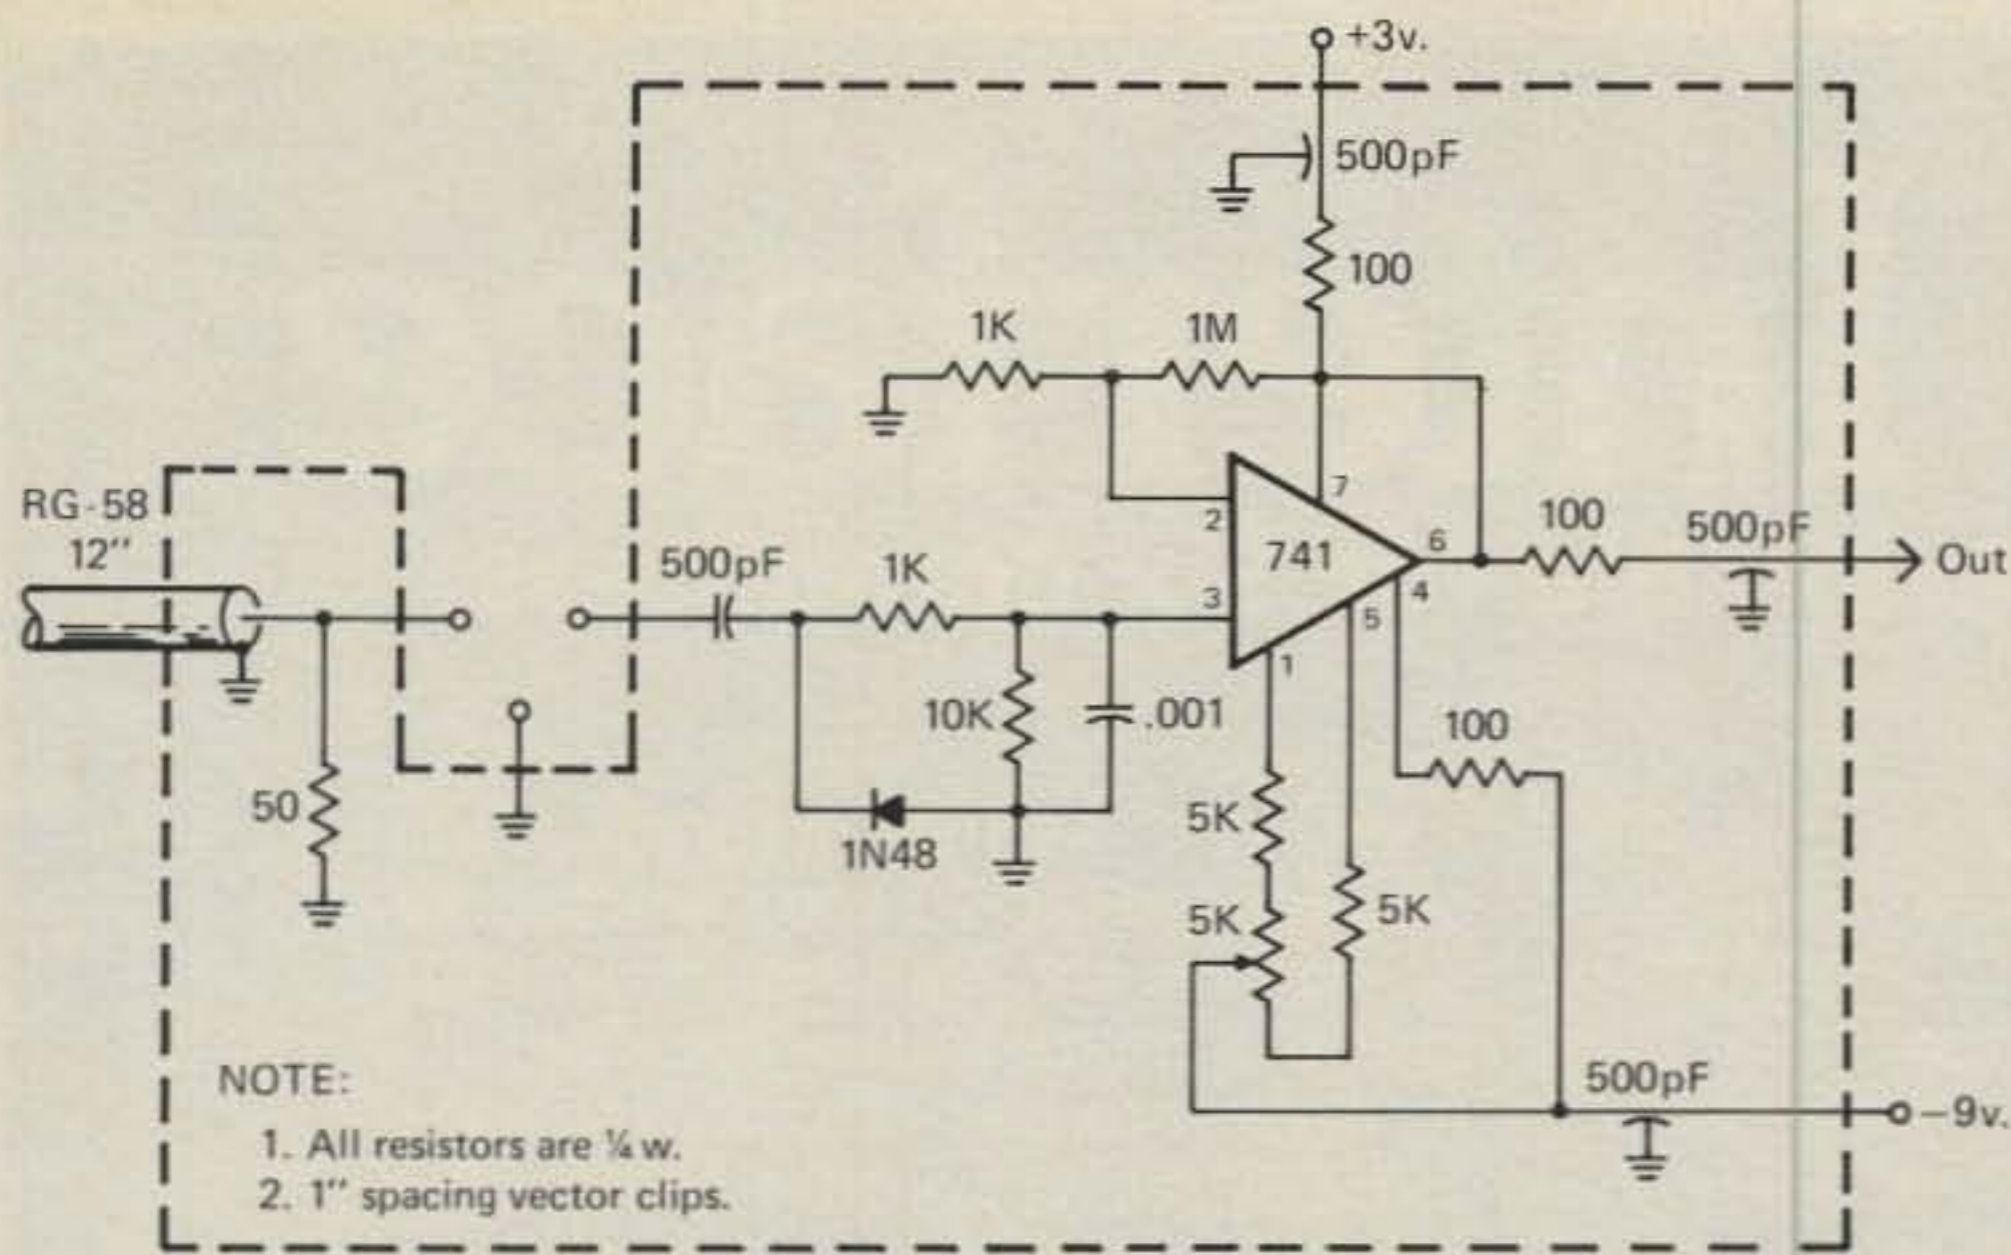 +3v.
500pF
100
1K
1M
RG-58
12"
500pF
1K
2
7
741
6
100
500pF
Out
3
4
5
1
50
10K
.001
100
1N48
5K
5K
5K
NOTE:
1. All resistors are ¼ w.
2. 1" spacing vector clips.
500pF
−9v.